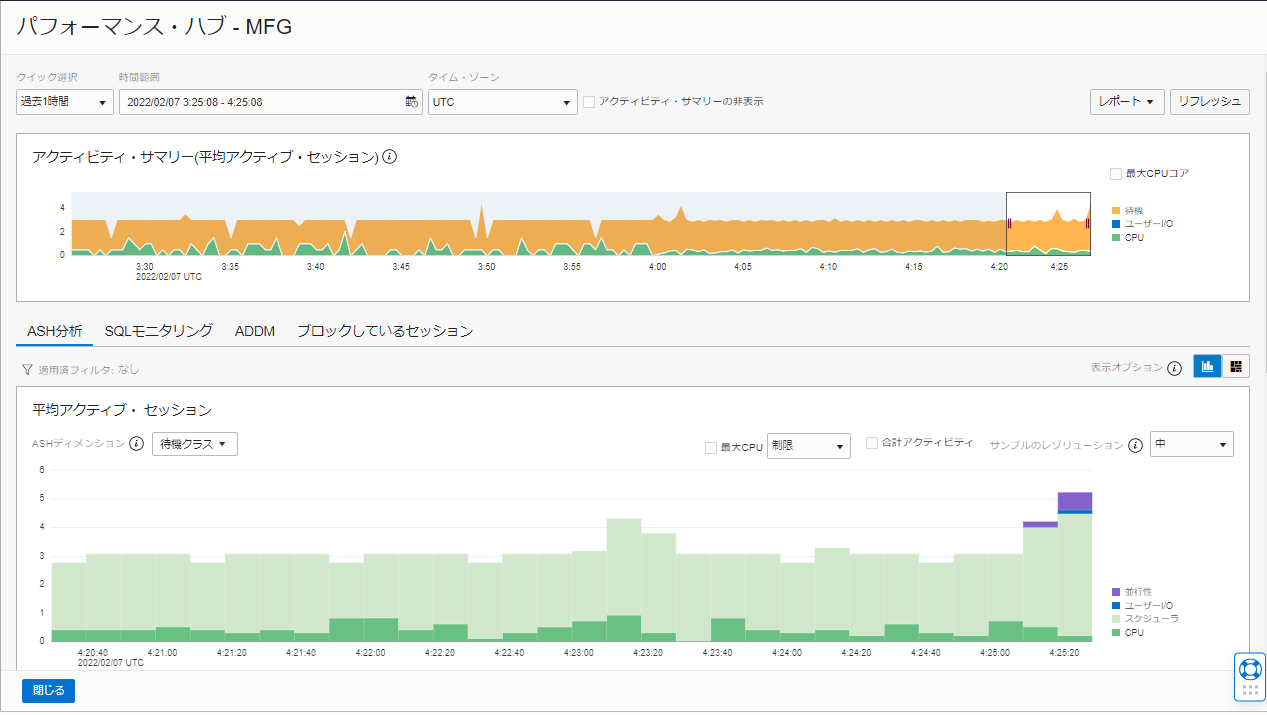 パフォーマンス・ハブ - MFG
クイック選択 時間範囲 タイム・ゾーン
過去1時間 2022/02/07 3:25:08 - 4:25:08 UTC アクティビティ・サマリーの非表示 レポート リフレッシュ
アクティビティ・サマリー(平均アクティブ・セッション)
最大CPUコア
4
2
0
待機
ユーザーI/O
CPU
3:30 3:35 3:40 3:45 3:50 3:55 4:00 4:05 4:10 4:15 4:20 4:25
2022/02/07 UTC
ASH分析 SQLモニタリング ADDM ブロックしているセッション
適用済フィルタ: なし 表示オプション
平均アクティブ・ セッション
ASHディメンション 待機クラス 最大CPU 制限 合計アクティビティ サンプルのレゾリューション 中
6
5
4
3
2
1
0
並行性
ユーザーI/O
スケジューラ
CPU
4:20:40 4:21:00 4:21:20 4:21:40 4:22:00 4:22:20 4:22:40 4:23:00 4:23:20 4:23:40 4:24:00 4:24:20 4:24:40 4:25:00 4:25:20
2022/02/07 UTC
閉じる